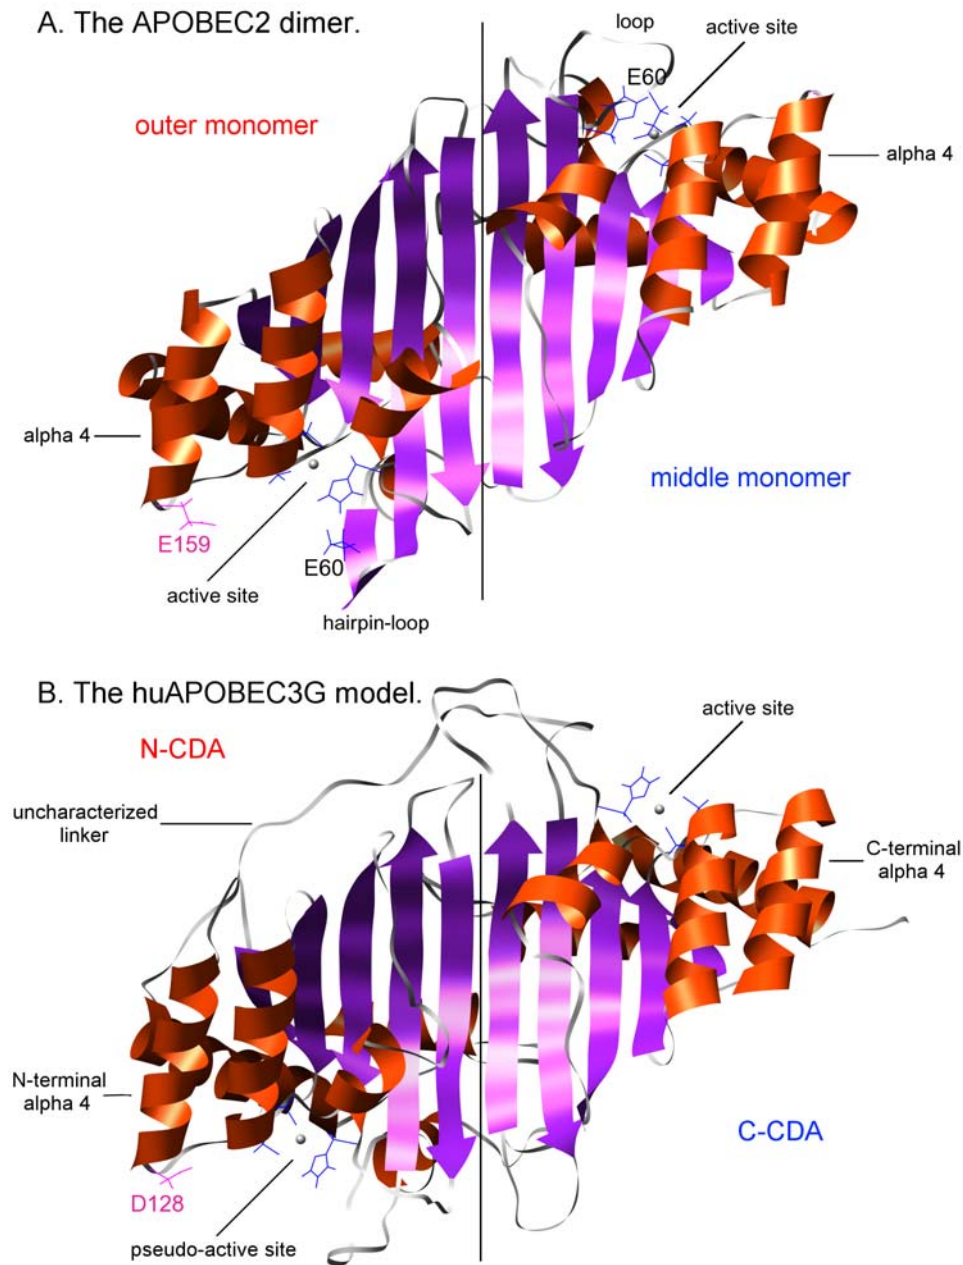 A. The APOBEC2 dimer.
loop
active site
E60
outer monomer
alpha 4
alpha 4
middle monomer
E159
E60
active site
hairpin-loop
B. The huAPOBEC3G model.
active site
N-CDA
uncharacterized
linker
C-terminal
alpha 4
N-terminal
alpha 4
C-CDA
D128
pseudo-active site